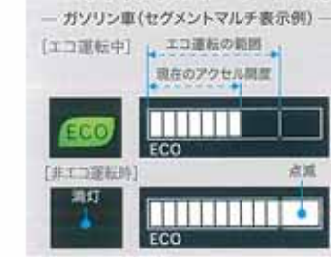 ガソリン車(セグメントマルチ表示例)
[エコ運転中]
エコ運転の範囲
現在のアクセル開度
ECO
ECO
[非エコ運転時]
消灯
点滅
ECO